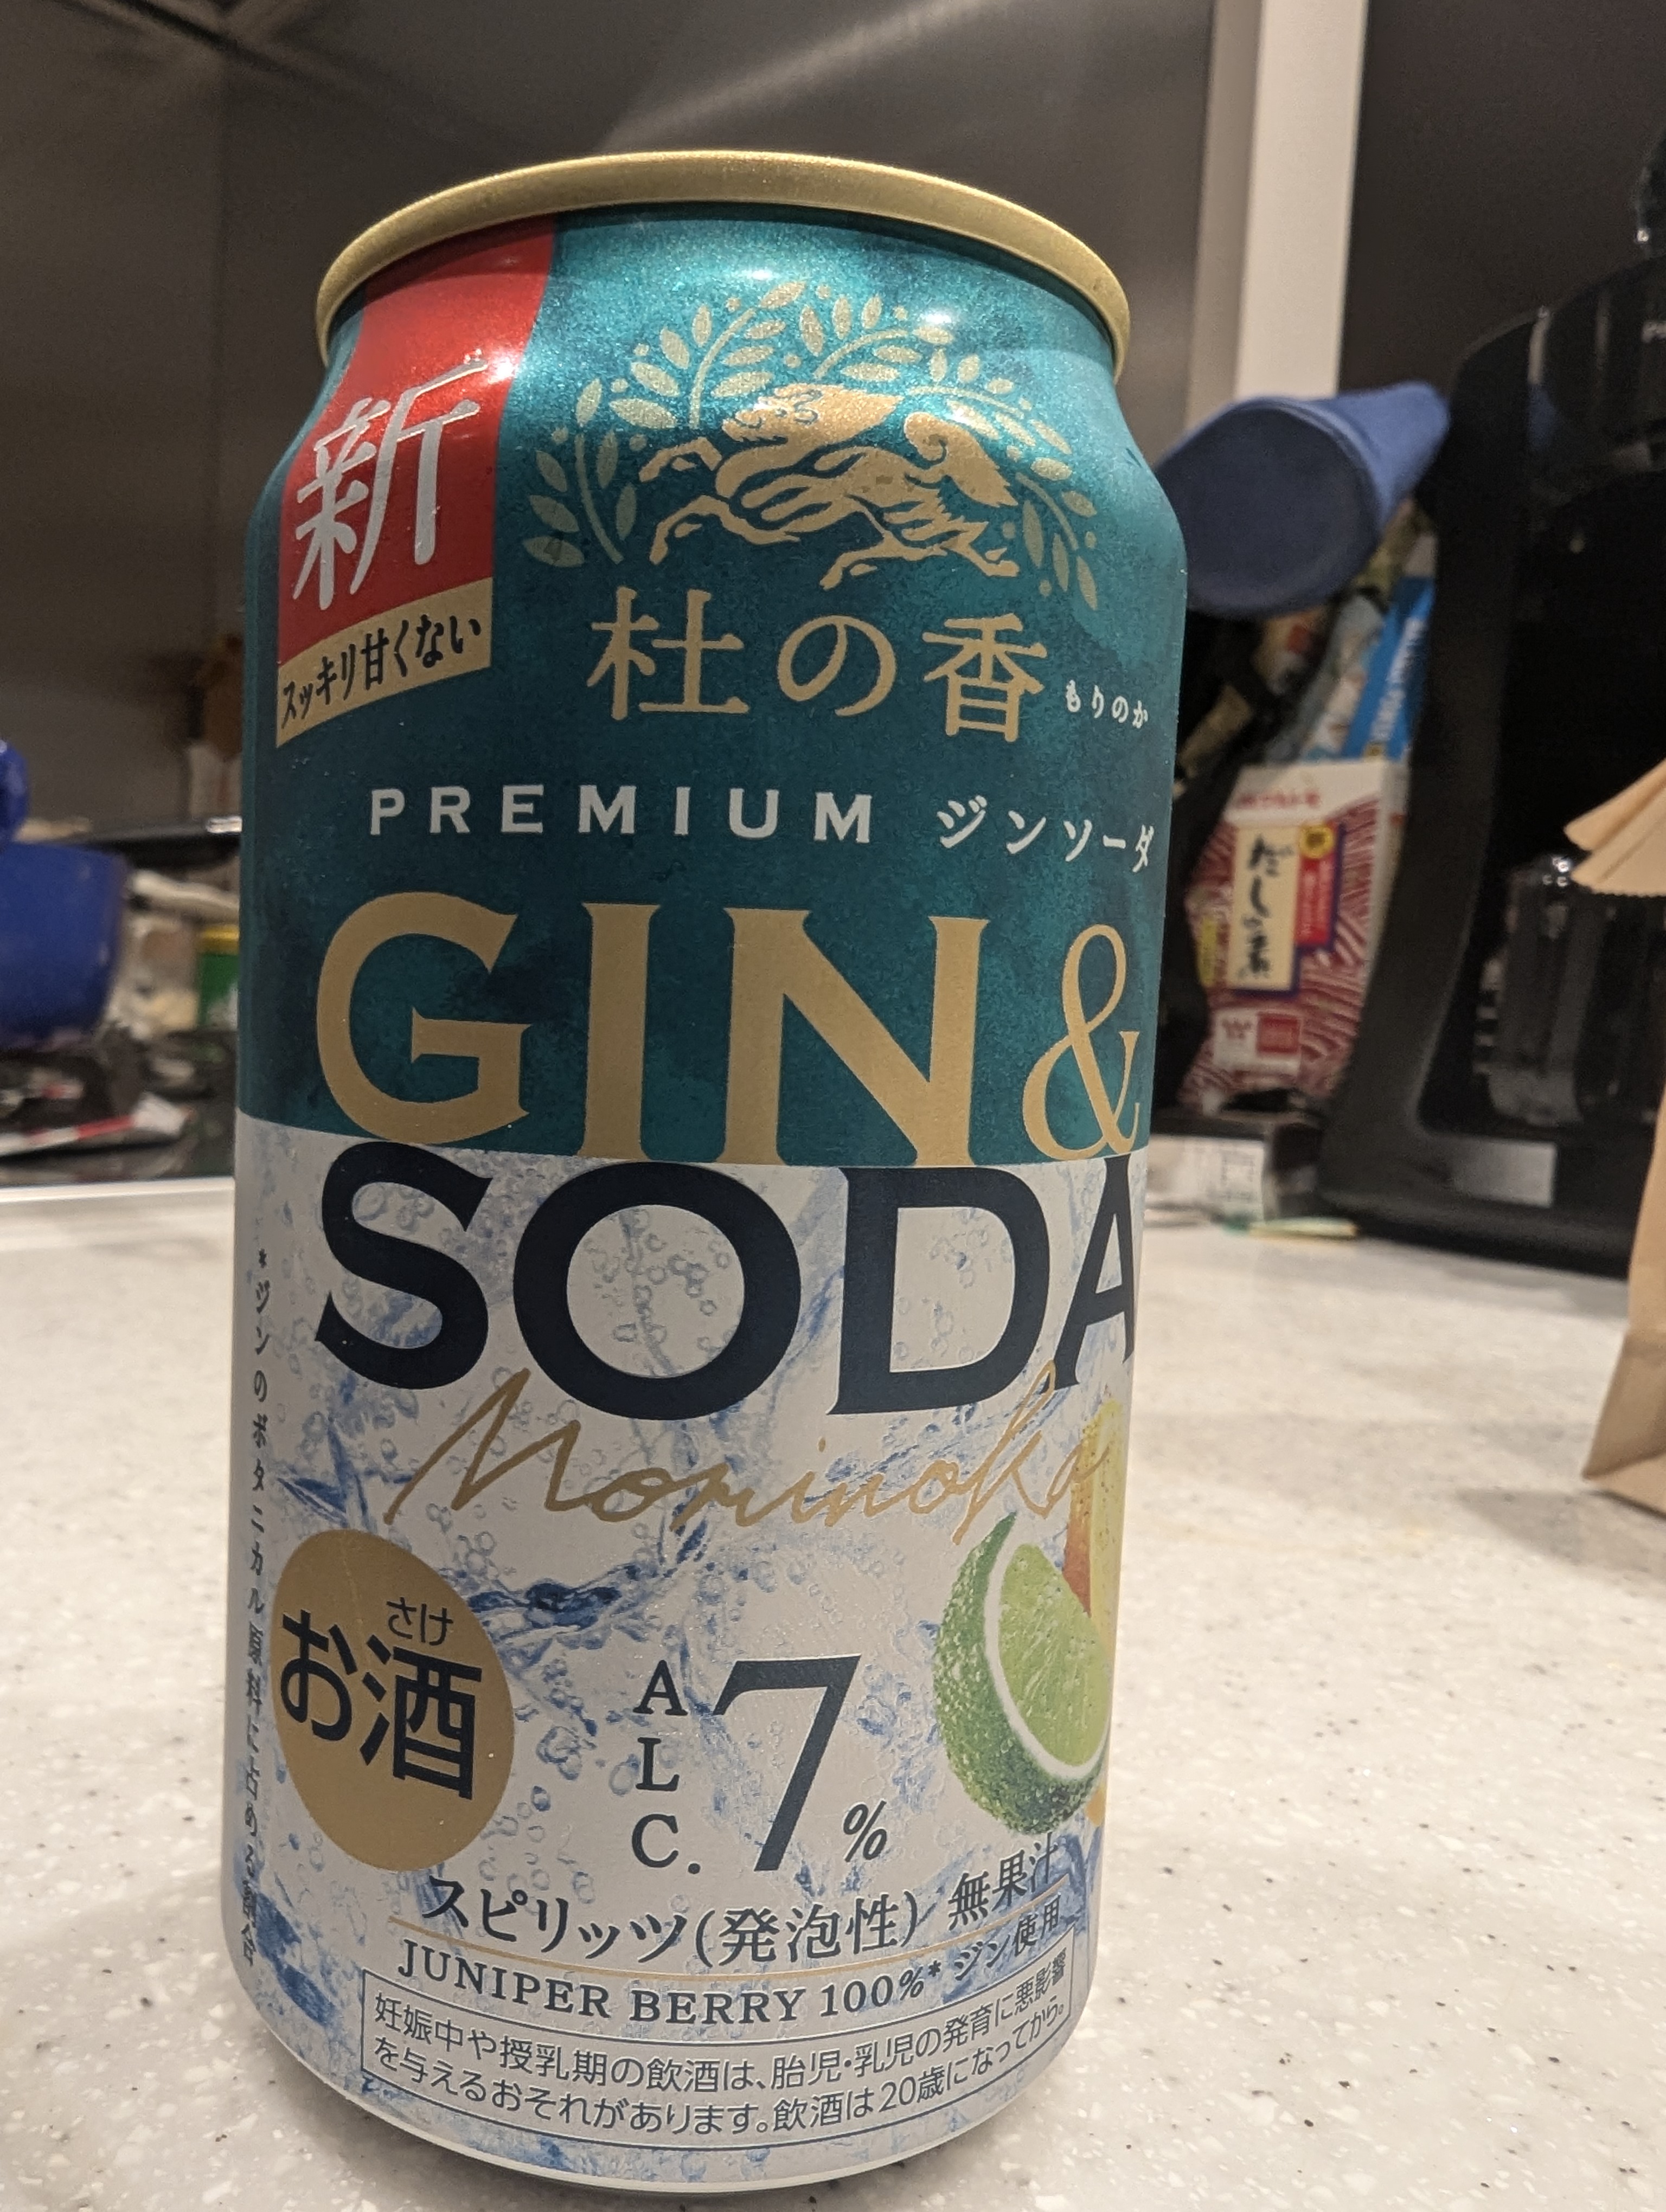 新
スッキリ甘くない
杜の香 もりのか
PREMIUM ジンソーダ
GIN &
SODA
Morinoka
さけ
お酒
ALC. 7%
スピリッツ(発泡性) 無果汁
JUNIPER BERRY 100%* ジン使用
妊娠中や授乳期の飲酒は、胎児・乳児の発育に悪影響
を与えるおそれがあります。飲酒は20歳になってから。
*ジンのボタニカル原料に占める割合
だしの素